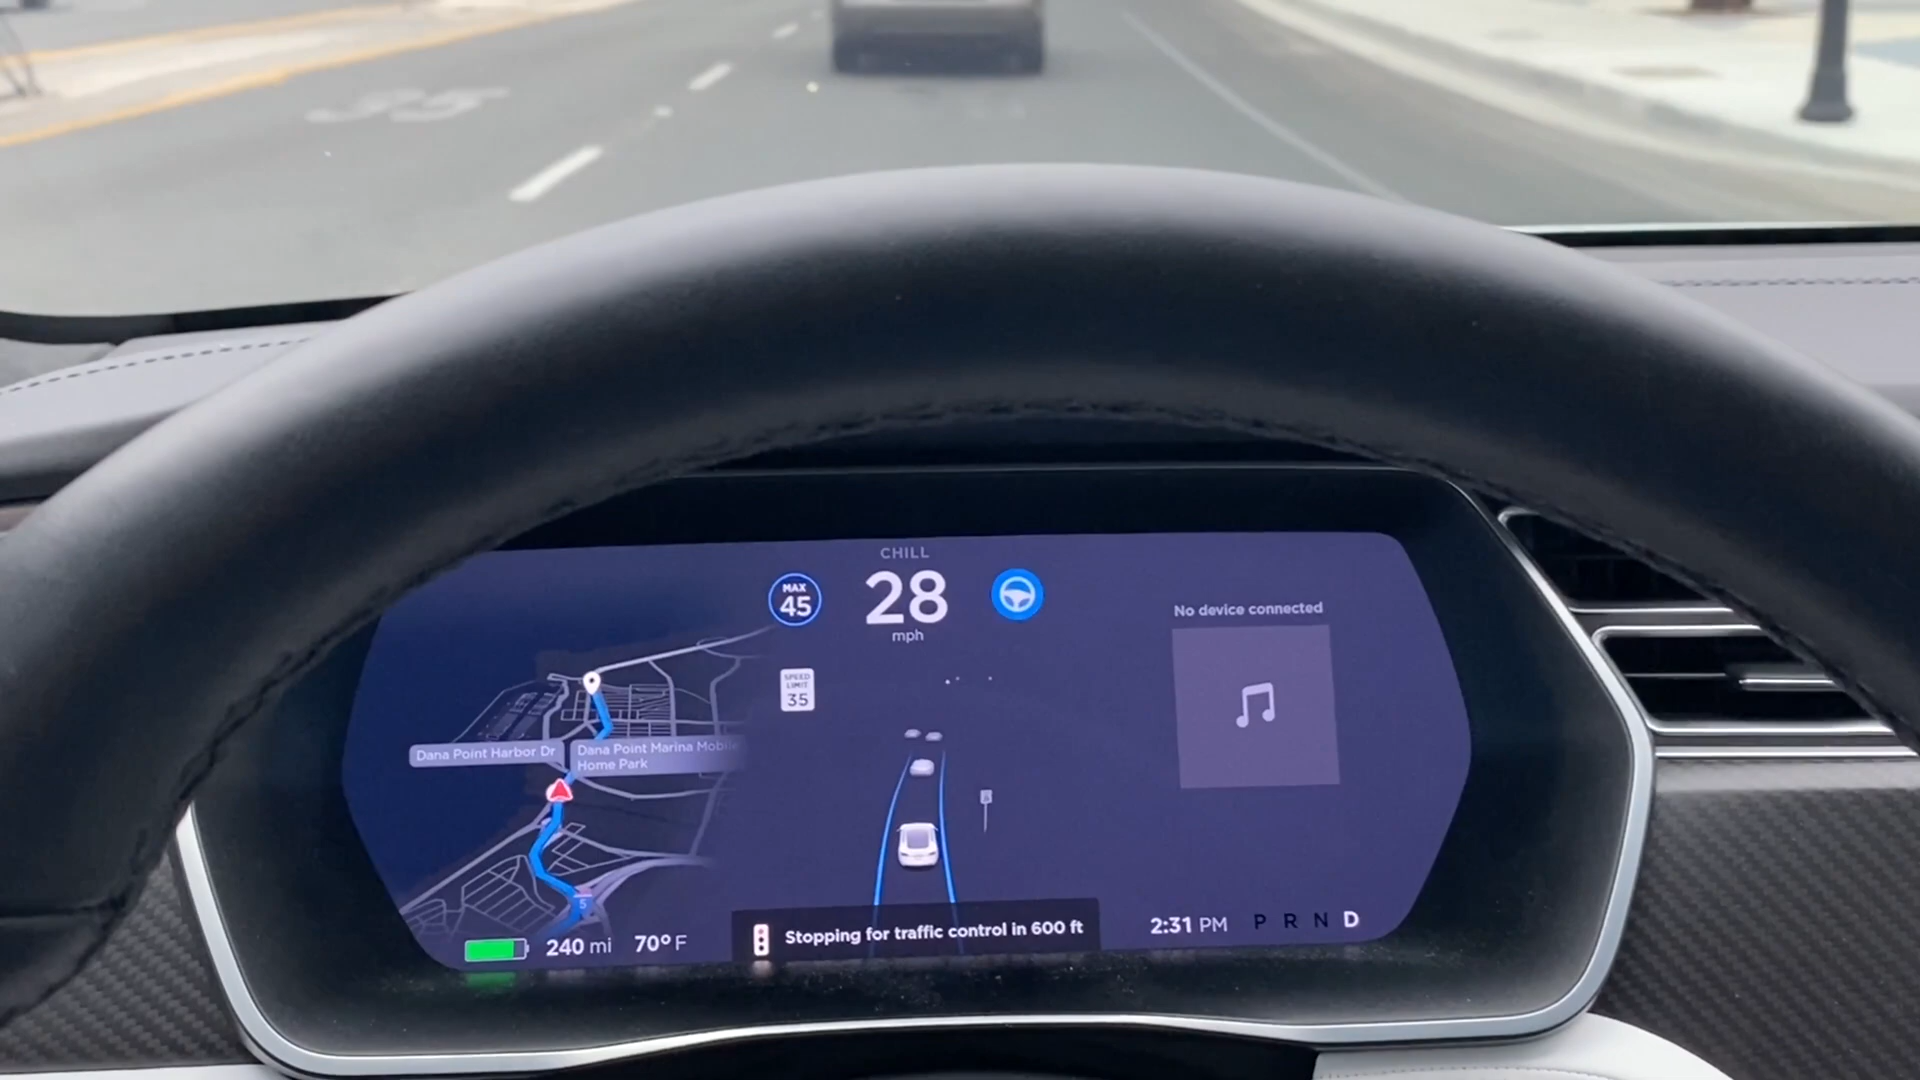 35
CHILL
MAX
45
28
mph
SPEED
LIMIT
35
No device connected
Dana Point Harbor Dr
Dana Point Marina Mobile
Home Park
5
240 mi
70° F
Stopping for traffic control in 600 ft
2:31 PM
P R N D